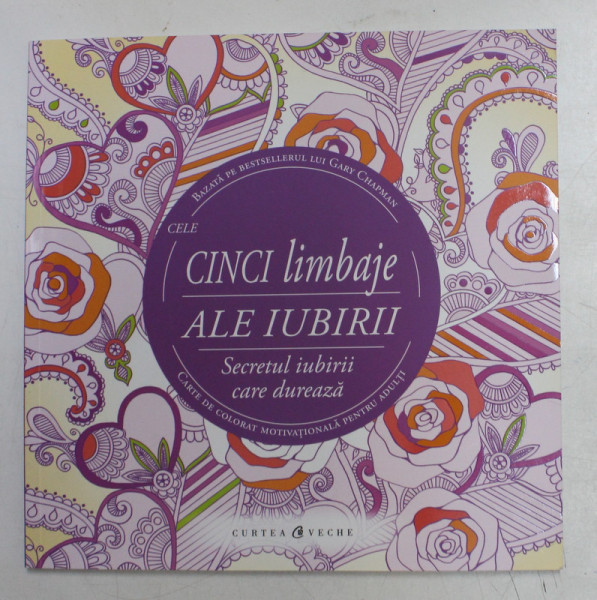 BAZATĂ PE BESTSELLERUL LUI GARY CHAPMAN
CELE
CINCI limbaje
ALE IUBIRII
Secretul iubirii
care durează
CARTE DE COLORAT MOTIVAȚIONALĂ PENTRU ADULȚI
CURTEA VECHE